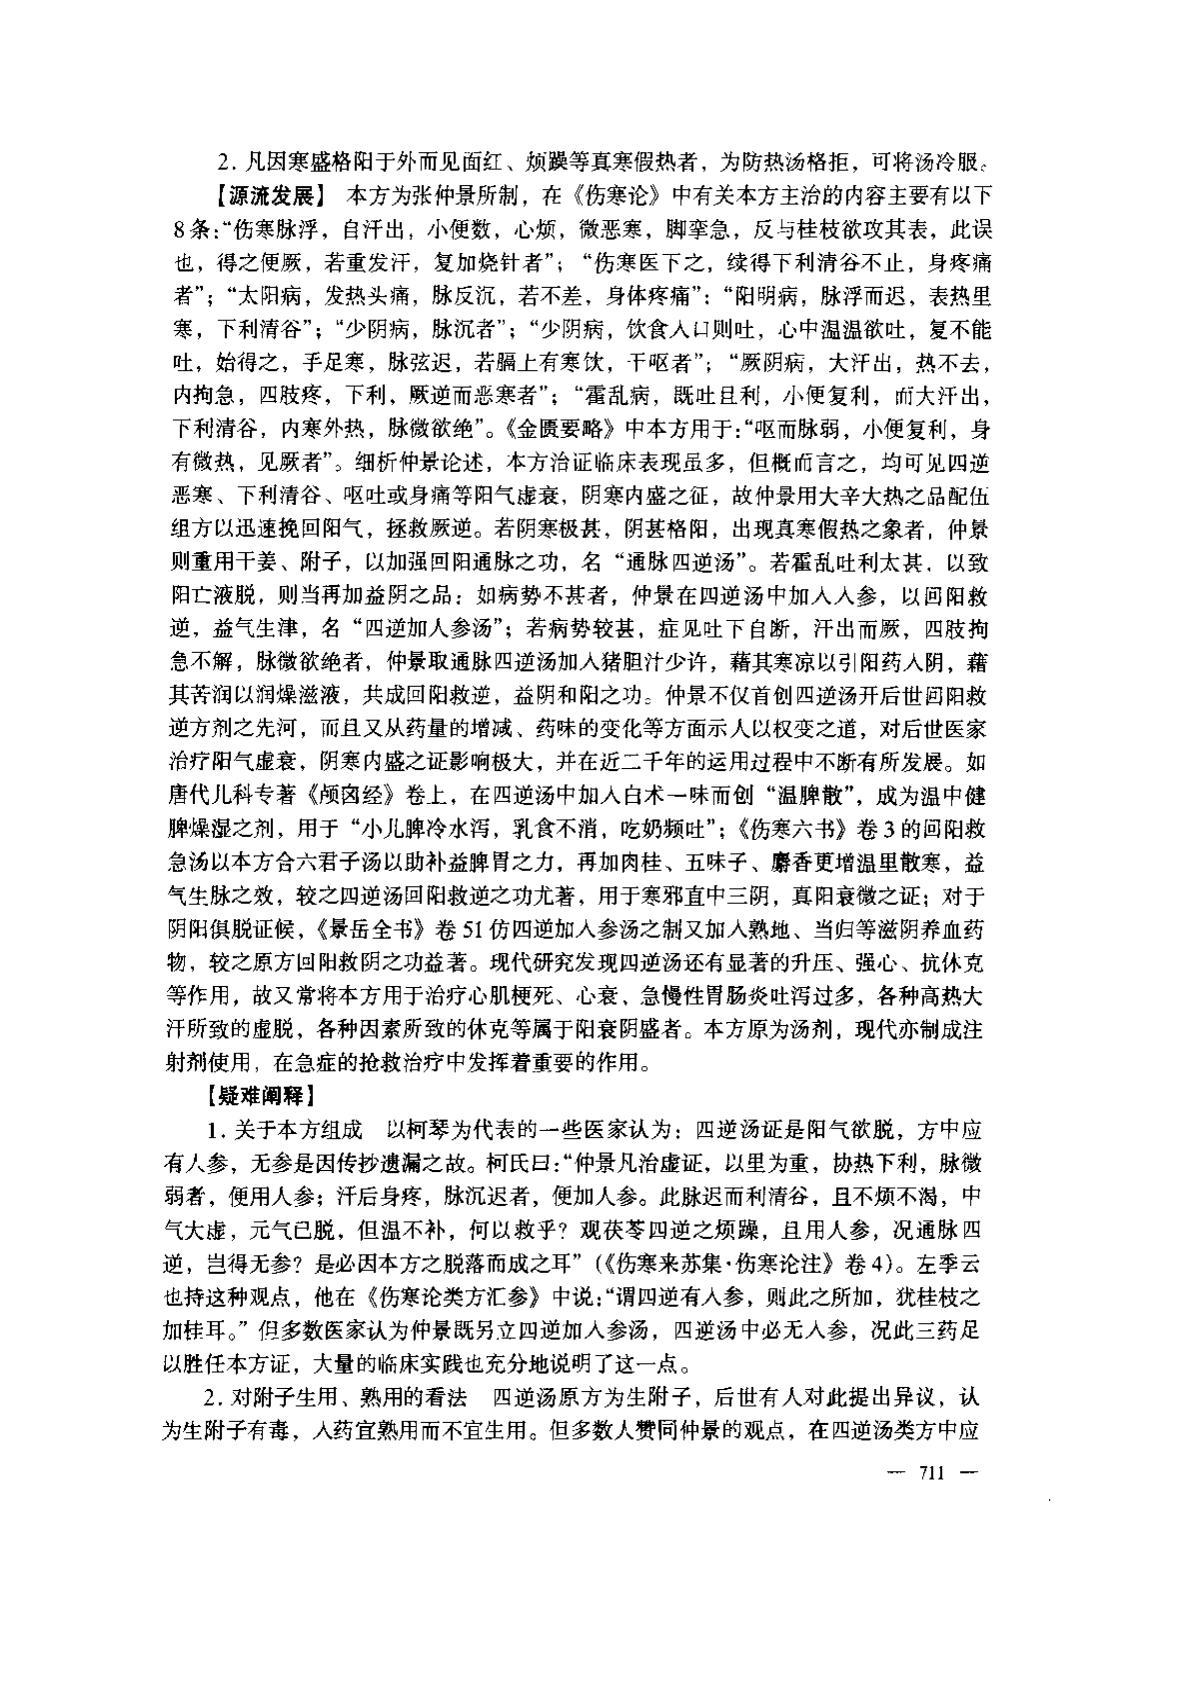 2. 凡因寒盛格阳于外而见面红、烦躁等真寒假热者，为防热汤格拒，可将汤冷服。
【源流发展】 本方为张仲景所制，在《伤寒论》中有关本方主治的内容主要有以下
8条：“伤寒脉浮，自汗出，小便数，心烦，微恶寒，脚挛急，反与桂枝欲攻其表，此误
也，得之便厥，若重发汗，复加烧针者”；“伤寒医下之，续得下利清谷不止，身疼痛
者”；“太阳病，发热头痛，脉反沉，若不差，身体疼痛”：“阳明病，脉浮而迟，表热里
寒，下利清谷”；“少阴病，脉沉者”；“少阴病，饮食入口则吐，心中温温欲吐，复不能
吐，始得之，手足寒，脉弦迟，若膈上有寒饮，干呕者”；“厥阴病，大汗出，热不去，
内拘急，四肢疼，下利，厥逆而恶寒者”；“霍乱病，既吐且利，小便复利，而大汗出，
下利清谷，内寒外热，脉微欲绝”。《金匮要略》中本方用于：“呕而脉弱，小便复利，身
有微热，见厥者”。细析仲景论述，本方治证临床表现虽多，但概而言之，均可见四逆
恶寒、下利清谷、呕吐或身痛等阳气虚衰，阴寒内盛之征，故仲景用大辛大热之品配伍
组方以迅速挽回阳气，拯救厥逆。若阴寒极甚，阴甚格阳，出现真寒假热之象者，仲景
则重用干姜、附子，以加强回阳通脉之功，名“通脉四逆汤”。若霍乱吐利太甚，以致
阳亡液脱，则当再加益阴之品：如病势不甚者，仲景在四逆汤中加入人参，以回阳救
逆，益气生津，名“四逆加人参汤”；若病势较甚，症见吐下自断，汗出而厥，四肢拘
急不解，脉微欲绝者，仲景取通脉四逆汤加入猪胆汁少许，藉其寒凉以引阳药入阴，藉
其苦润以润燥滋液，共成回阳救逆，益阴和阳之功。仲景不仅首创四逆汤开后世回阳救
逆方剂之先河，而且又从药量的增减、药味的变化等方面示人以权变之道，对后世医家
治疗阳气虚衰，阴寒内盛之证影响极大，并在近二千年的运用过程中不断有所发展。如
唐代儿科专著《颅囟经》卷上，在四逆汤中加入白术一味而创“温脾散”，成为温中健
脾燥湿之剂，用于“小儿脾冷水泻，乳食不消，吃奶频吐”；《伤寒六书》卷3的回阳救
急汤以本方合六君子汤以助补益脾胃之力，再加肉桂、五味子、麝香更增温里散寒，益
气生脉之效，较之四逆汤回阳救逆之功尤著，用于寒邪直中三阴，真阳衰微之证；对于
阴阳俱脱证候，《景岳全书》卷51仿四逆加人参汤之制又加入熟地、当归等滋阴养血药
物，较之原方回阳救阴之功益著。现代研究发现四逆汤还有显著的升压、强心、抗休克
等作用，故又常将本方用于治疗心肌梗死、心衰、急慢性胃肠炎吐泻过多，各种高热大
汗所致的虚脱，各种因素所致的休克等属于阳衰阴盛者。本方原为汤剂，现代亦制成注
射剂使用，在急症的抢救治疗中发挥着重要的作用。
【疑难阐释】
1. 关于本方组成 以柯琴为代表的一些医家认为：四逆汤证是阳气欲脱，方中应
有人参，无参是因传抄遗漏之故。柯氏曰：“仲景凡治虚证，以里为重，协热下利，脉微
弱者，便用人参；汗后身疼，脉沉迟者，便加人参。此脉迟而利清谷，且不烦不渴，中
气大虚，元气已脱，但温不补，何以救乎？观茯苓四逆之烦躁，且用人参，况通脉四
逆，岂得无参？是必因本方之脱落而成之耳”（《伤寒来苏集·伤寒论注》卷4）。左季云
也持这种观点，他在《伤寒论类方汇参》中说：“谓四逆有人参，则此之所加，犹桂枝之
加桂耳。”但多数医家认为仲景既另立四逆加人参汤，四逆汤中必无人参，况此三药足
以胜任本方证，大量的临床实践也充分地说明了这一点。
2. 对附子生用、熟用的看法 四逆汤原方为生附子，后世有人对此提出异议，认
为生附子有毒，入药宜熟用而不宜生用。但多数人赞同仲景的观点，在四逆汤类方中应
— 711 —